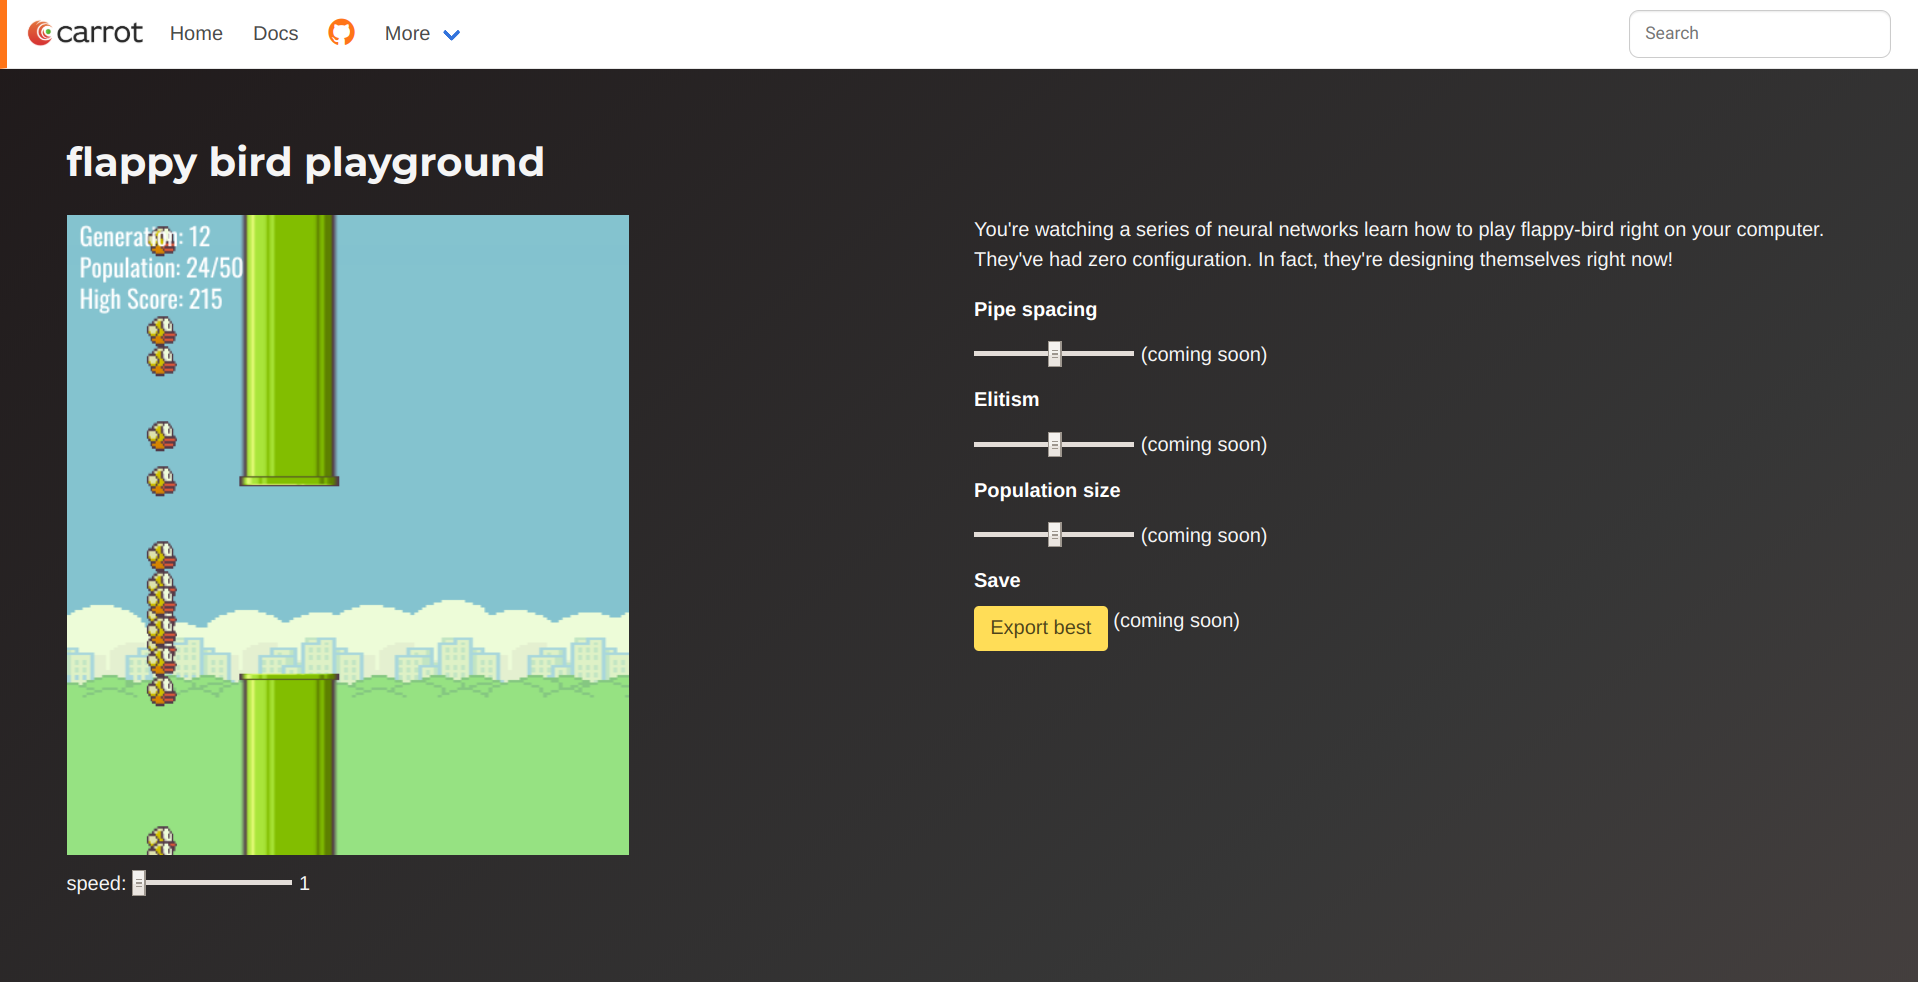 carrot Home Docs More Search
flappy bird playground
Generation: 12
Population: 24/50
High Score: 215
speed: 1
You're watching a series of neural networks learn how to play flappy-bird right on your computer.
They've had zero configuration. In fact, they're designing themselves right now!
Pipe spacing
(coming soon)
Elitism
(coming soon)
Population size
(coming soon)
Save
Export best (coming soon)